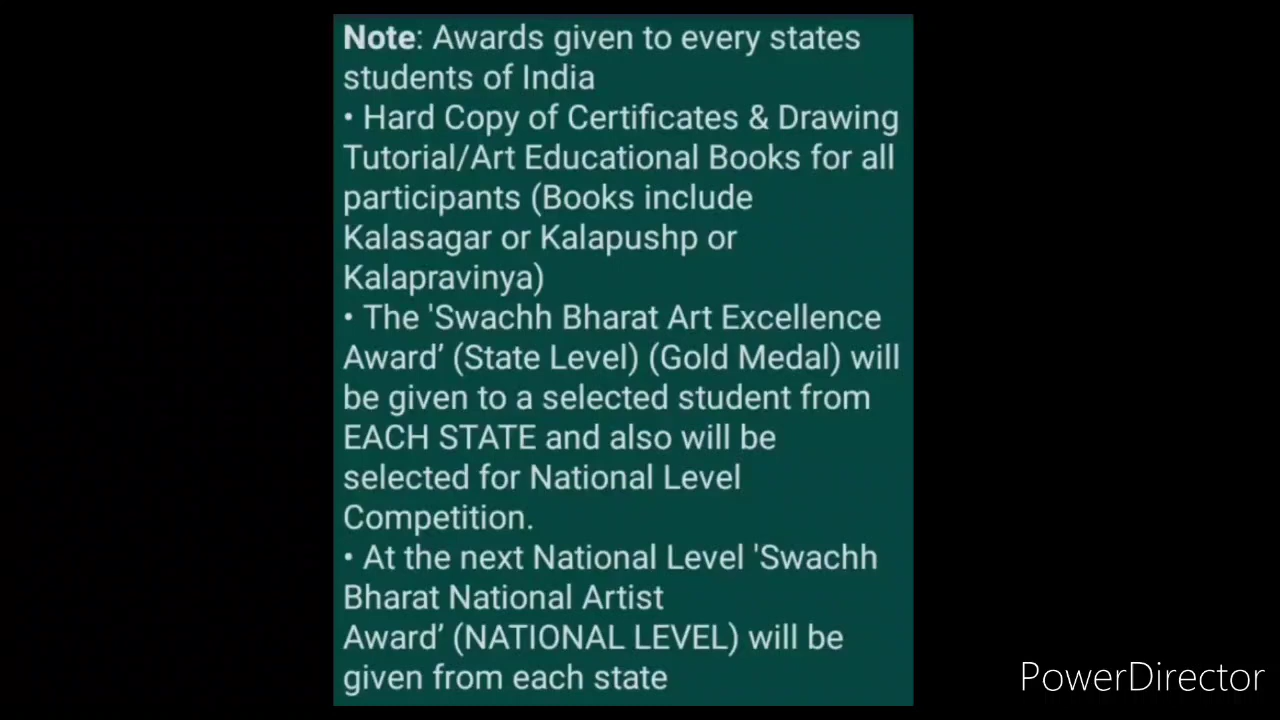 Note: Awards given to every states
students of India
• Hard Copy of Certificates & Drawing
Tutorial/Art Educational Books for all
participants (Books include
Kalasagar or Kalapushp or
Kalapravinya)
• The 'Swachh Bharat Art Excellence
Award’ (State Level) (Gold Medal) will
be given to a selected student from
EACH STATE and also will be
selected for National Level
Competition.
• At the next National Level 'Swachh
Bharat National Artist
Award’ (NATIONAL LEVEL) will be
given from each state
PowerDirector